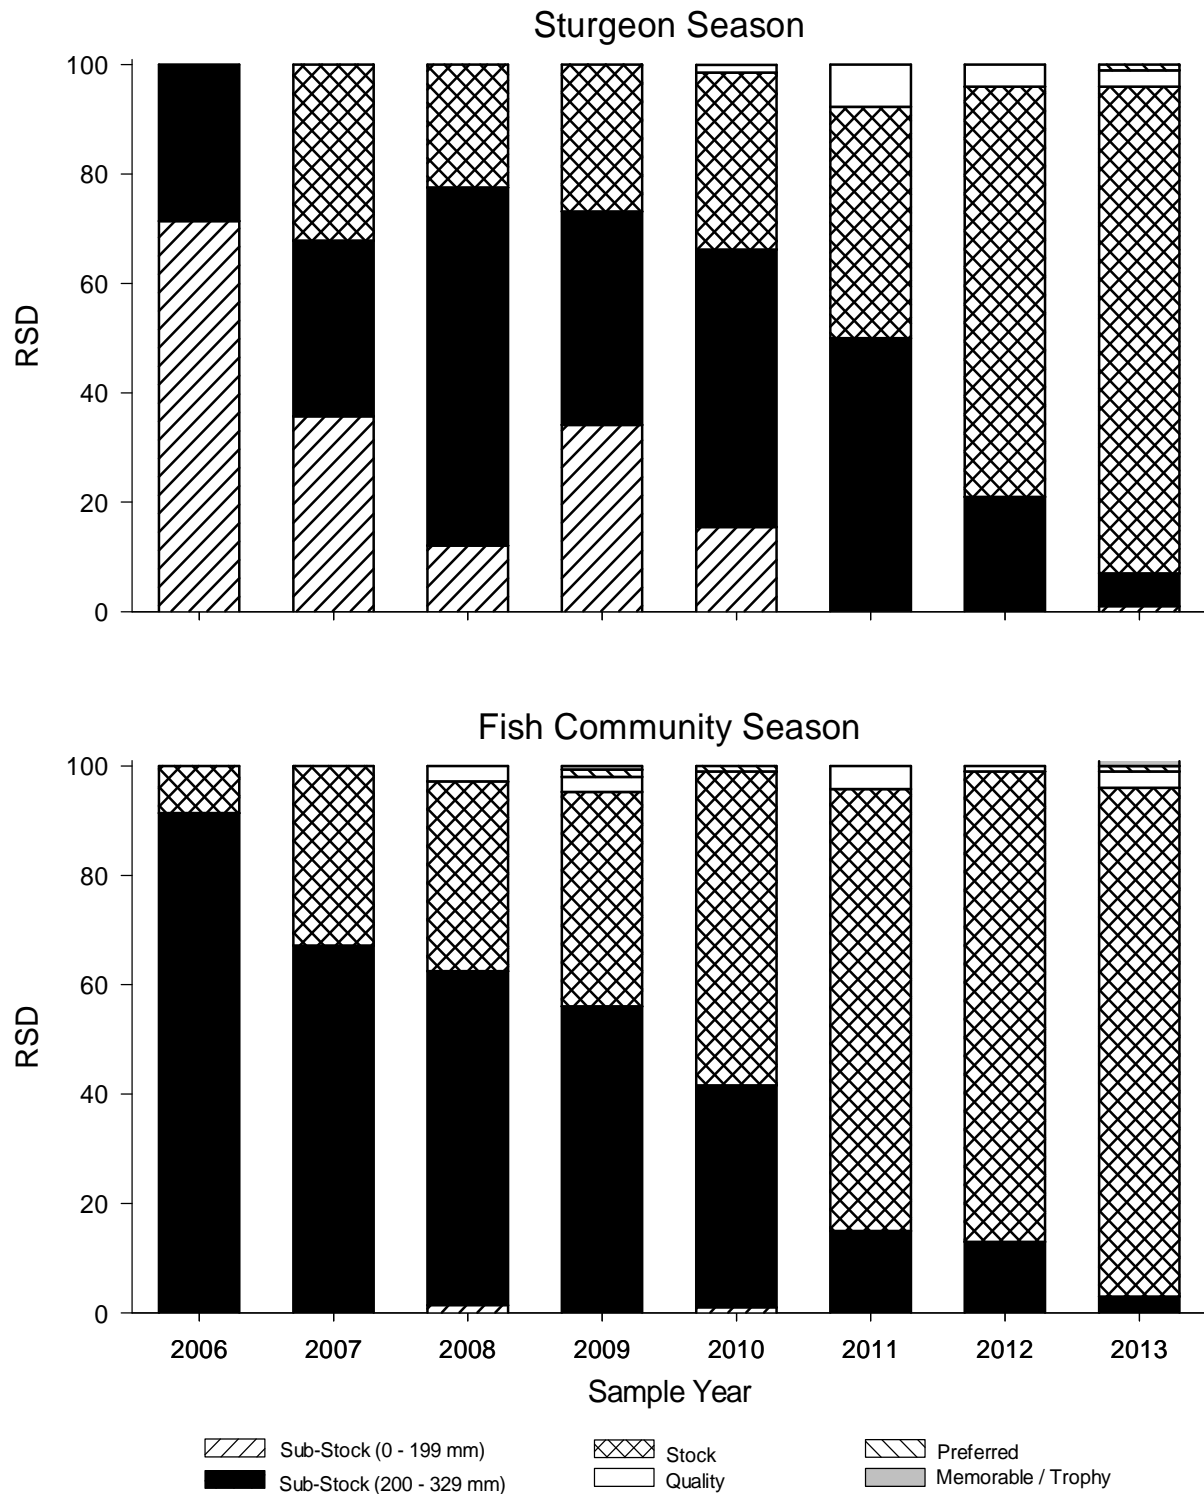 Sturgeon Season
100
80
60
40
20
0
RSD
Fish Community Season
100
80
60
40
20
0
RSD
2006 2007 2008 2009 2010 2011 2012 2013
Sample Year
Sub-Stock (0 - 199 mm) Stock Preferred
Sub-Stock (200 - 329 mm) Quality Memorable / Trophy